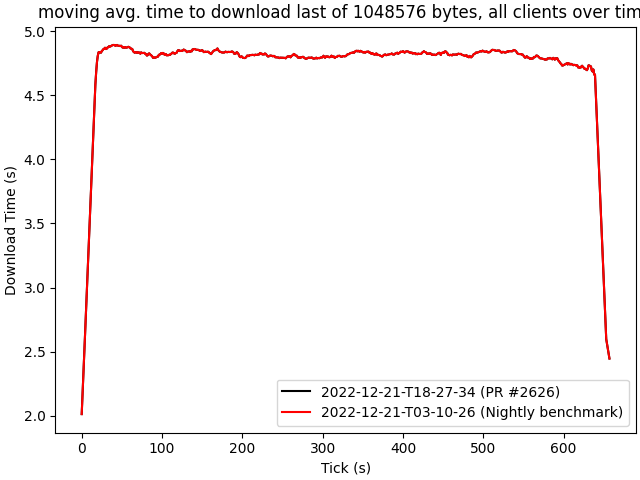 moving avg. time to download last of 1048576 bytes, all clients over tim
5.0
4.5
4.0
3.5
3.0
2.5
2.0
Download Time (s)
2022-12-21-T18-27-34 (PR #2626)
2022-12-21-T03-10-26 (Nightly benchmark)
0 100 200 300 400 500 600
Tick (s)